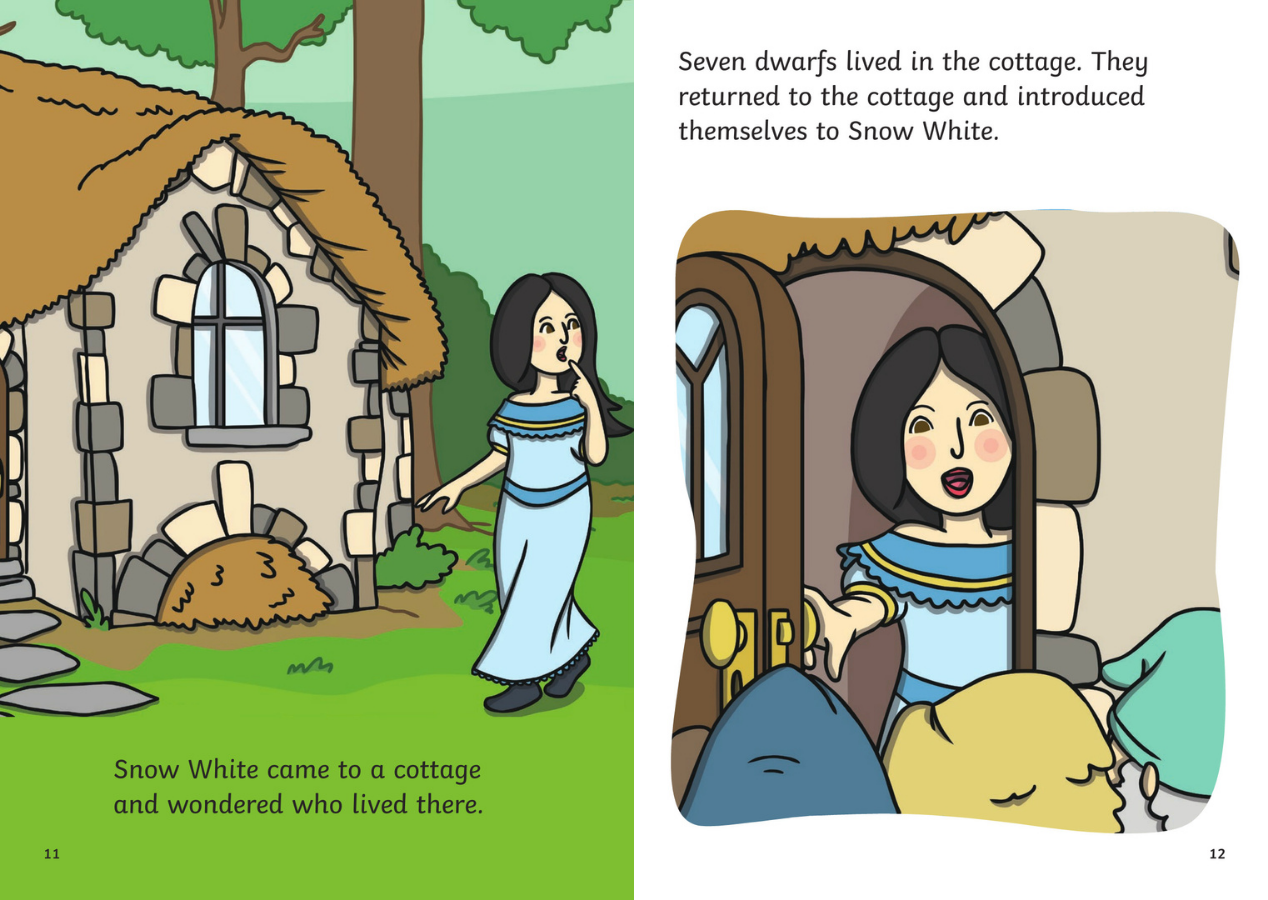 Snow White came to a cottage
and wondered who lived there.
11
Seven dwarfs lived in the cottage. They
returned to the cottage and introduced
themselves to Snow White.
12